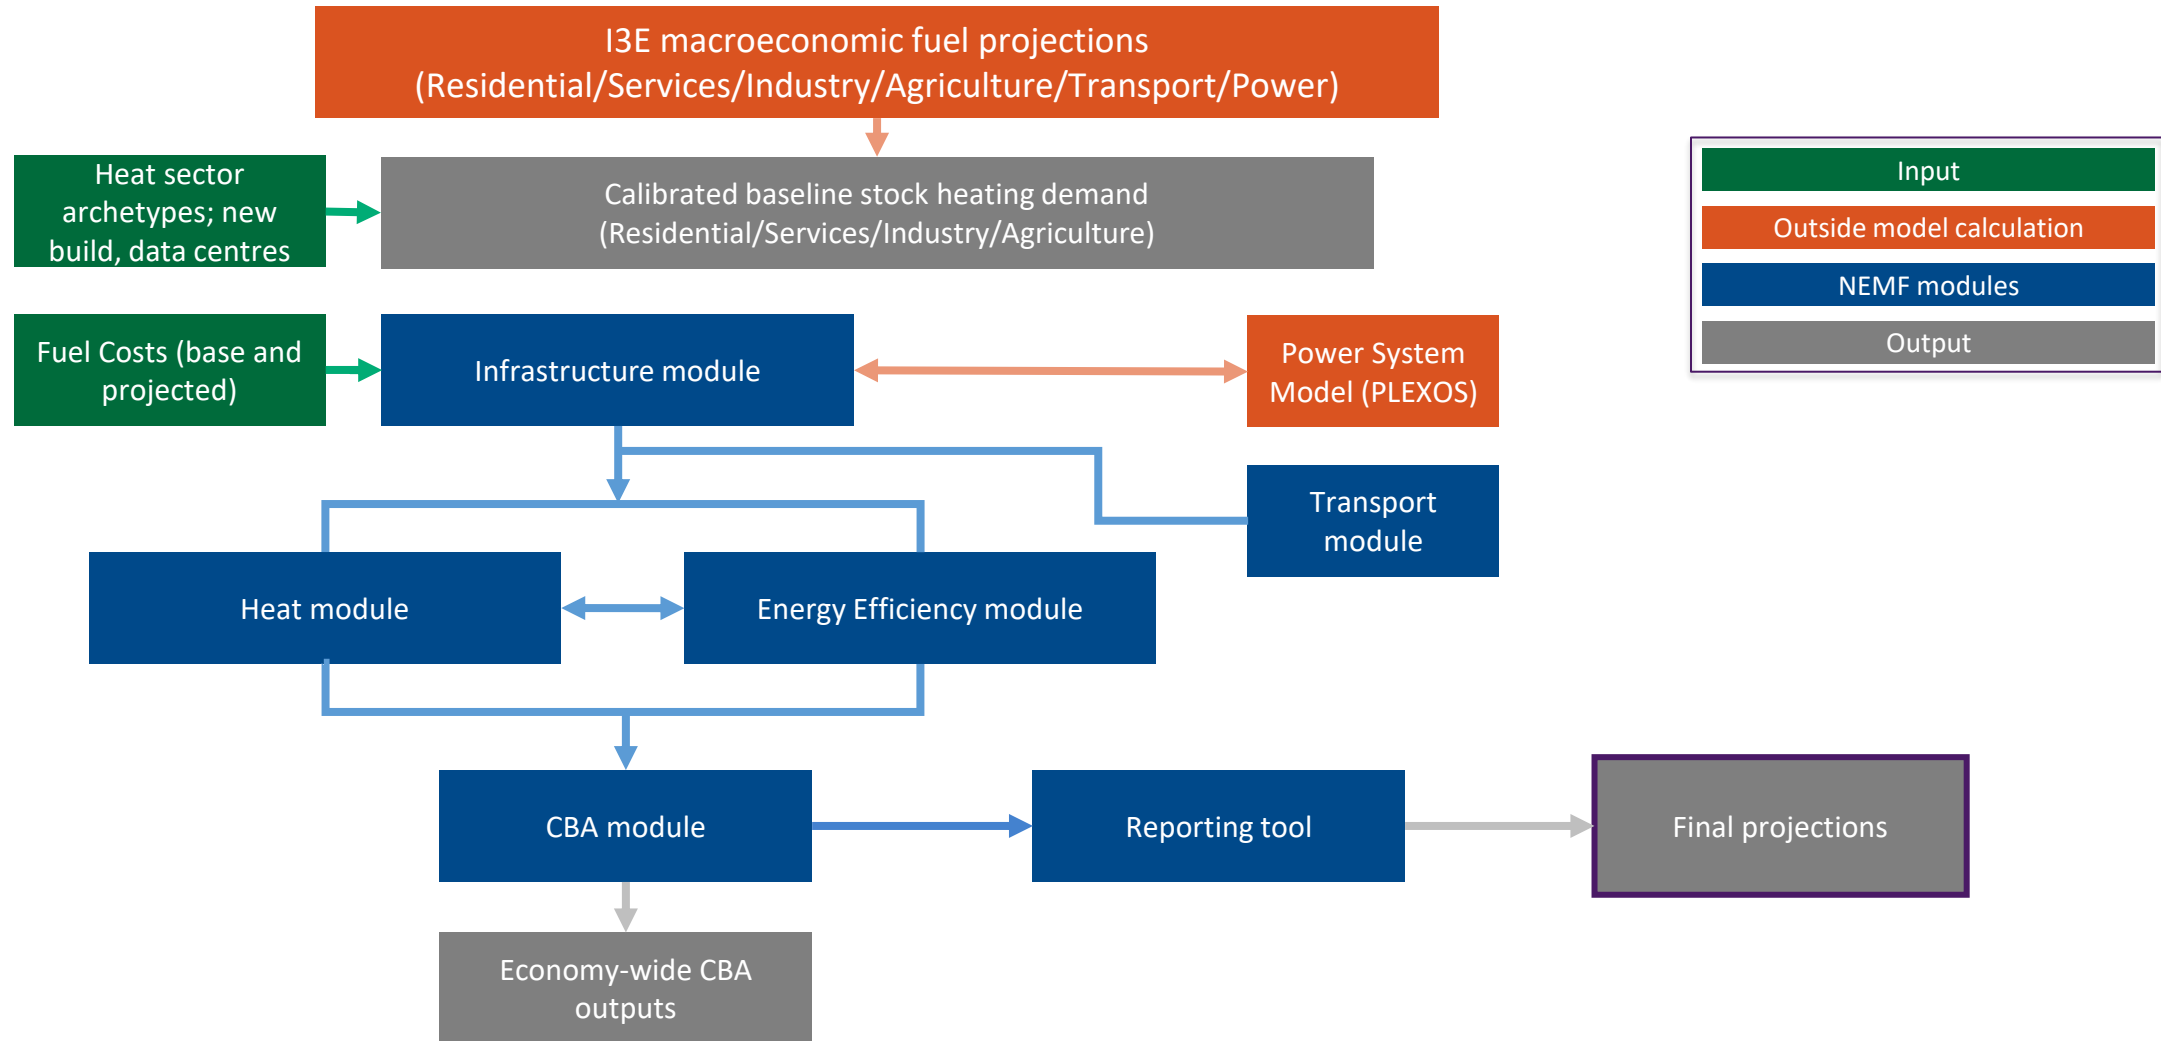 I3E macroeconomic fuel projections
(Residential/Services/Industry/Agriculture/Transport/Power)
Heat sector
archetypes; new
build, data centres
Calibrated baseline stock heating demand
(Residential/Services/Industry/Agriculture)
Input
Outside model calculation
NEMF modules
Output
Fuel Costs (base and
projected)
Infrastructure module
Power System
Model (PLEXOS)
Transport
module
Heat module
Energy Efficiency module
CBA module
Reporting tool
Final projections
Economy-wide CBA
outputs